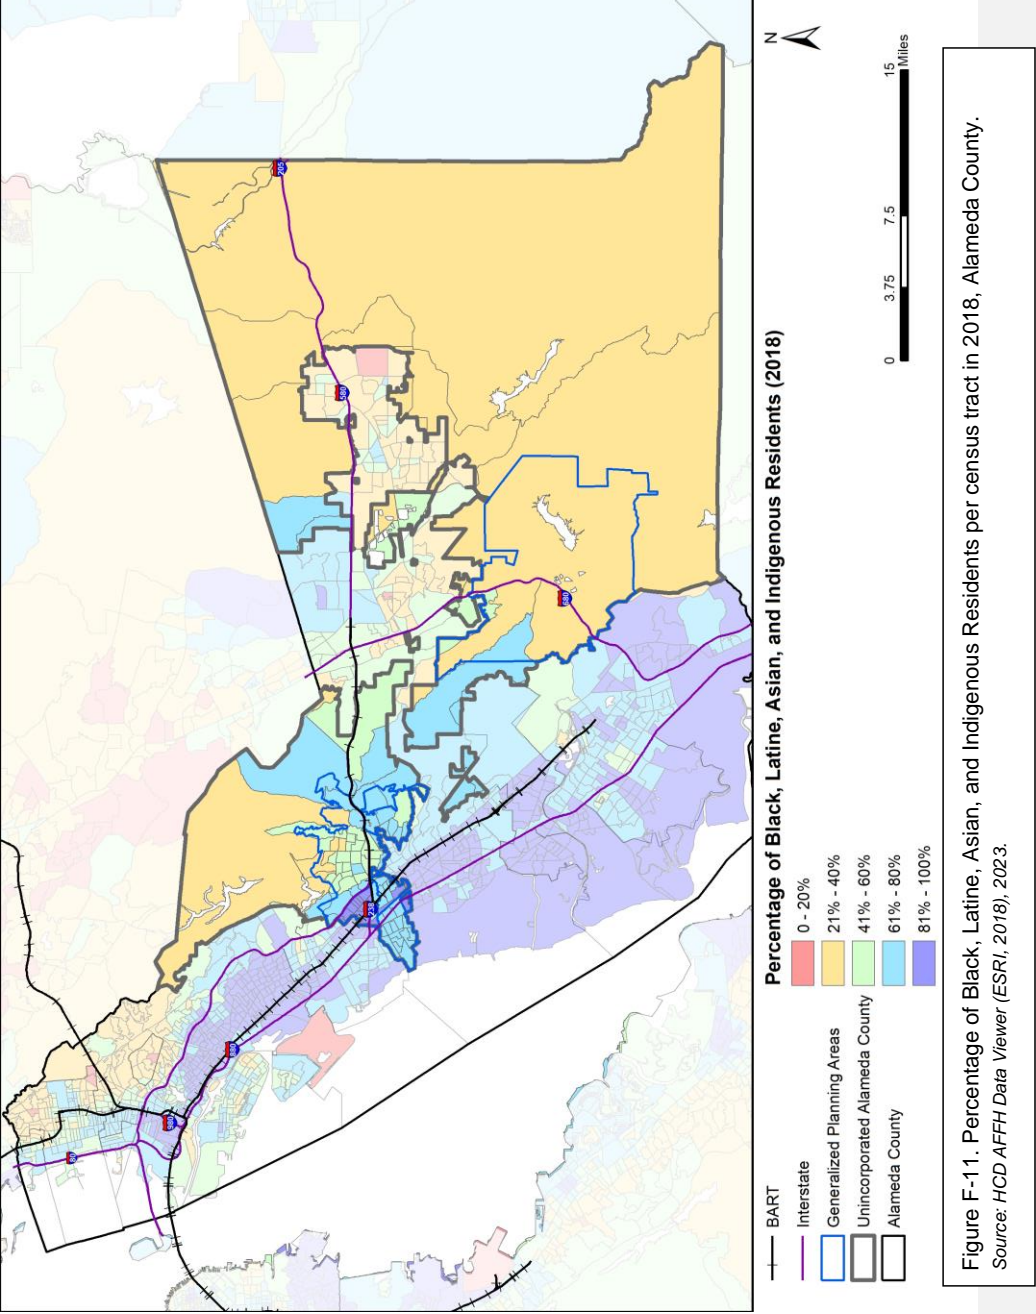 205
580
680
238
880
980
80
N
Percentage of Black, Latine, Asian, and Indigenous Residents (2018)
BART
Interstate
Generalized Planning Areas
Unincorporated Alameda County
Alameda County
0 - 20%
21% - 40%
41% - 60%
61% - 80%
81% - 100%
0 3.75 7.5 15
Miles
Figure F-11. Percentage of Black, Latine, Asian, and Indigenous Residents per census tract in 2018, Alameda County.
Source: HCD AFFH Data Viewer (ESRI, 2018), 2023.